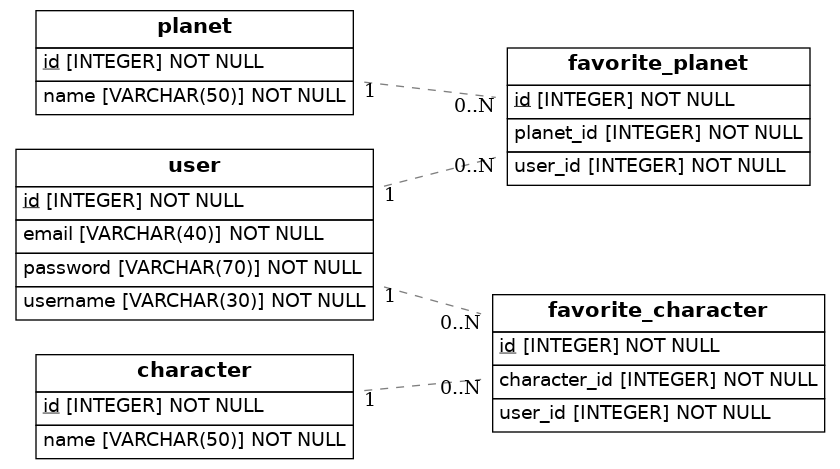 planet
id [INTEGER] NOT NULL
name [VARCHAR(50)] NOT NULL
1
0..N
favorite_planet
id [INTEGER] NOT NULL
planet_id [INTEGER] NOT NULL
user_id [INTEGER] NOT NULL
user
id [INTEGER] NOT NULL
email [VARCHAR(40)] NOT NULL
password [VARCHAR(70)] NOT NULL
username [VARCHAR(30)] NOT NULL
1
0..N
1
0..N
favorite_character
id [INTEGER] NOT NULL
character_id [INTEGER] NOT NULL
user_id [INTEGER] NOT NULL
character
id [INTEGER] NOT NULL
name [VARCHAR(50)] NOT NULL
1
0..N